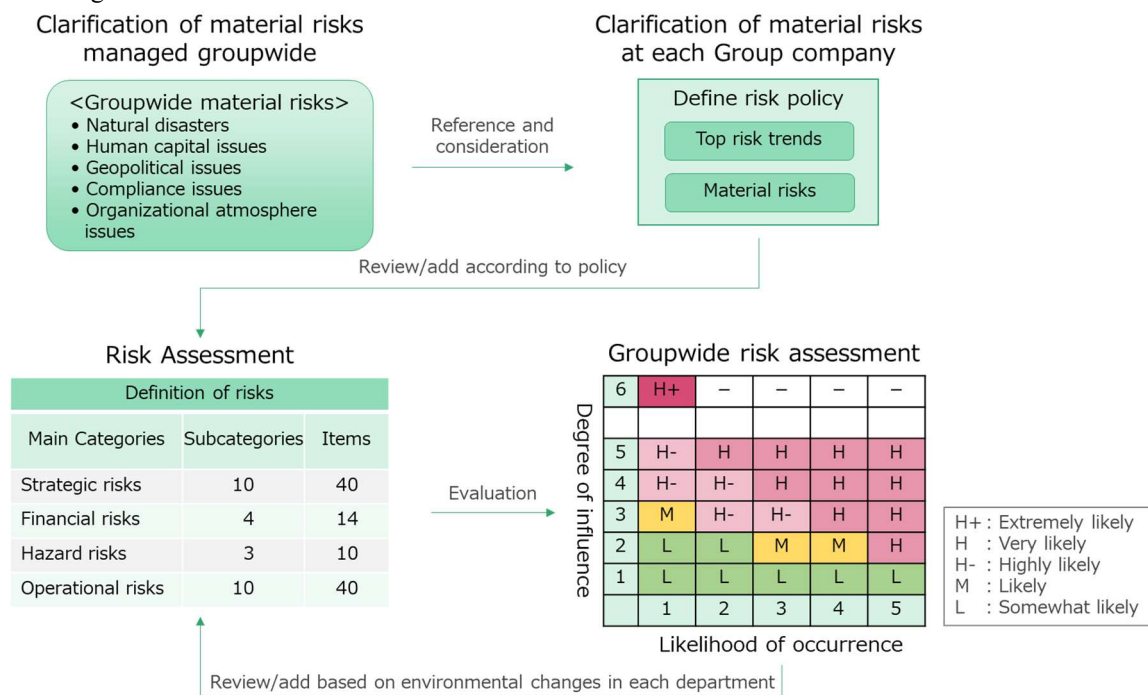 Clarification of material risks
managed groupwide
Clarification of material risks
at each Group company
<Groupwide material risks>
• Natural disasters
• Human capital issues
• Geopolitical issues
• Compliance issues
• Organizational atmosphere
issues
Reference and
consideration
Define risk policy
Top risk trends
Material risks
Review/add according to policy
Risk Assessment
Definition of risks
Main Categories Subcategories Items
Strategic risks 10 40
Financial risks 4 14
Hazard risks 3 10
Operational risks 10 40
Evaluation
Groupwide risk assessment
Degree of influence
6 H+ – – – –
5 H- H H H H
4 H- H- H H H
3 M H- H- H H
2 L L M M H
1 L L L L L
1 2 3 4 5
Likelihood of occurrence
H+ : Extremely likely
H : Very likely
H- : Highly likely
M : Likely
L : Somewhat likely
Review/add based on environmental changes in each department